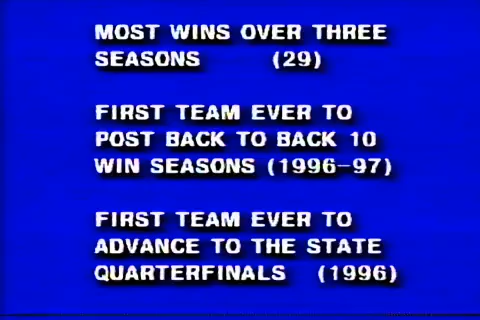 MOST WINS OVER THREE
SEASONS (29)
FIRST TEAM EVER TO
POST BACK TO BACK 10
WIN SEASONS (1996-97)
FIRST TEAM EVER TO
ADVANCE TO THE STATE
QUARTERFINALS (1996)